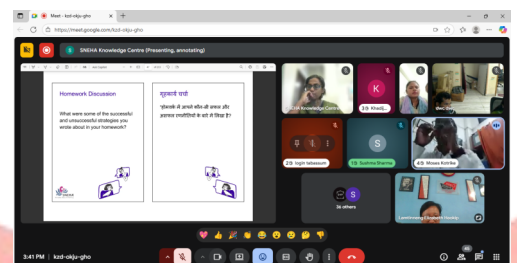 Meet - kzd-okju-gho
https://meet.google.com/kzd-okju-gho
SNEHA Knowledge Centre (Presenting, annotating)
Homework Discussion
What were some of the successful
and unsuccessful strategies you
wrote about in your homework?
गृहकार्य चर्चा
"होमवर्क में आपने कौन-सी सफल और
असफल रणनीतियों के बारे में लिखा है?
SNEHA Knowledge Centre
K
Khadij...
S
login tabassum
Sushma Sharma
Moses Kotrike
S
36 others
3:41 PM | kzd-okju-gho